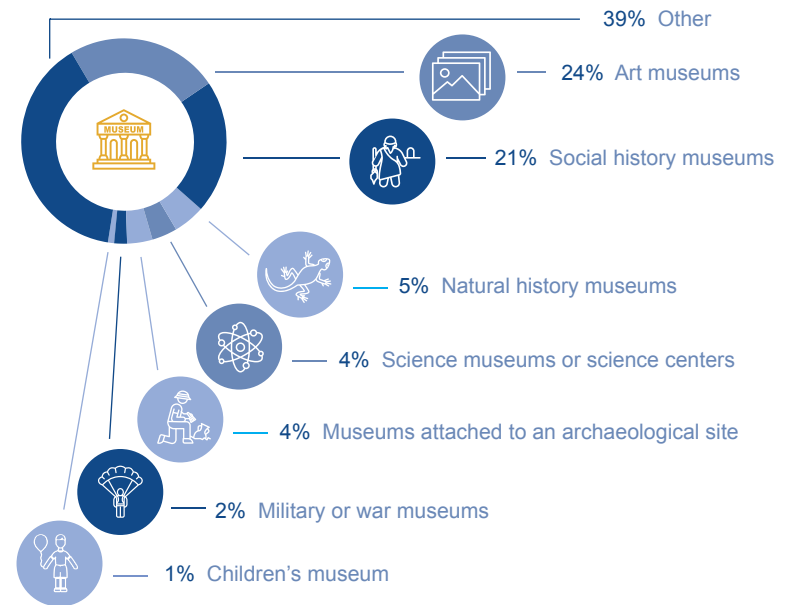 39% Other
MUSEUM
24% Art museums
21% Social history museums
5% Natural history museums
4% Science museums or science centers
4% Museums attached to an archaeological site
2% Military or war museums
1% Children's museum